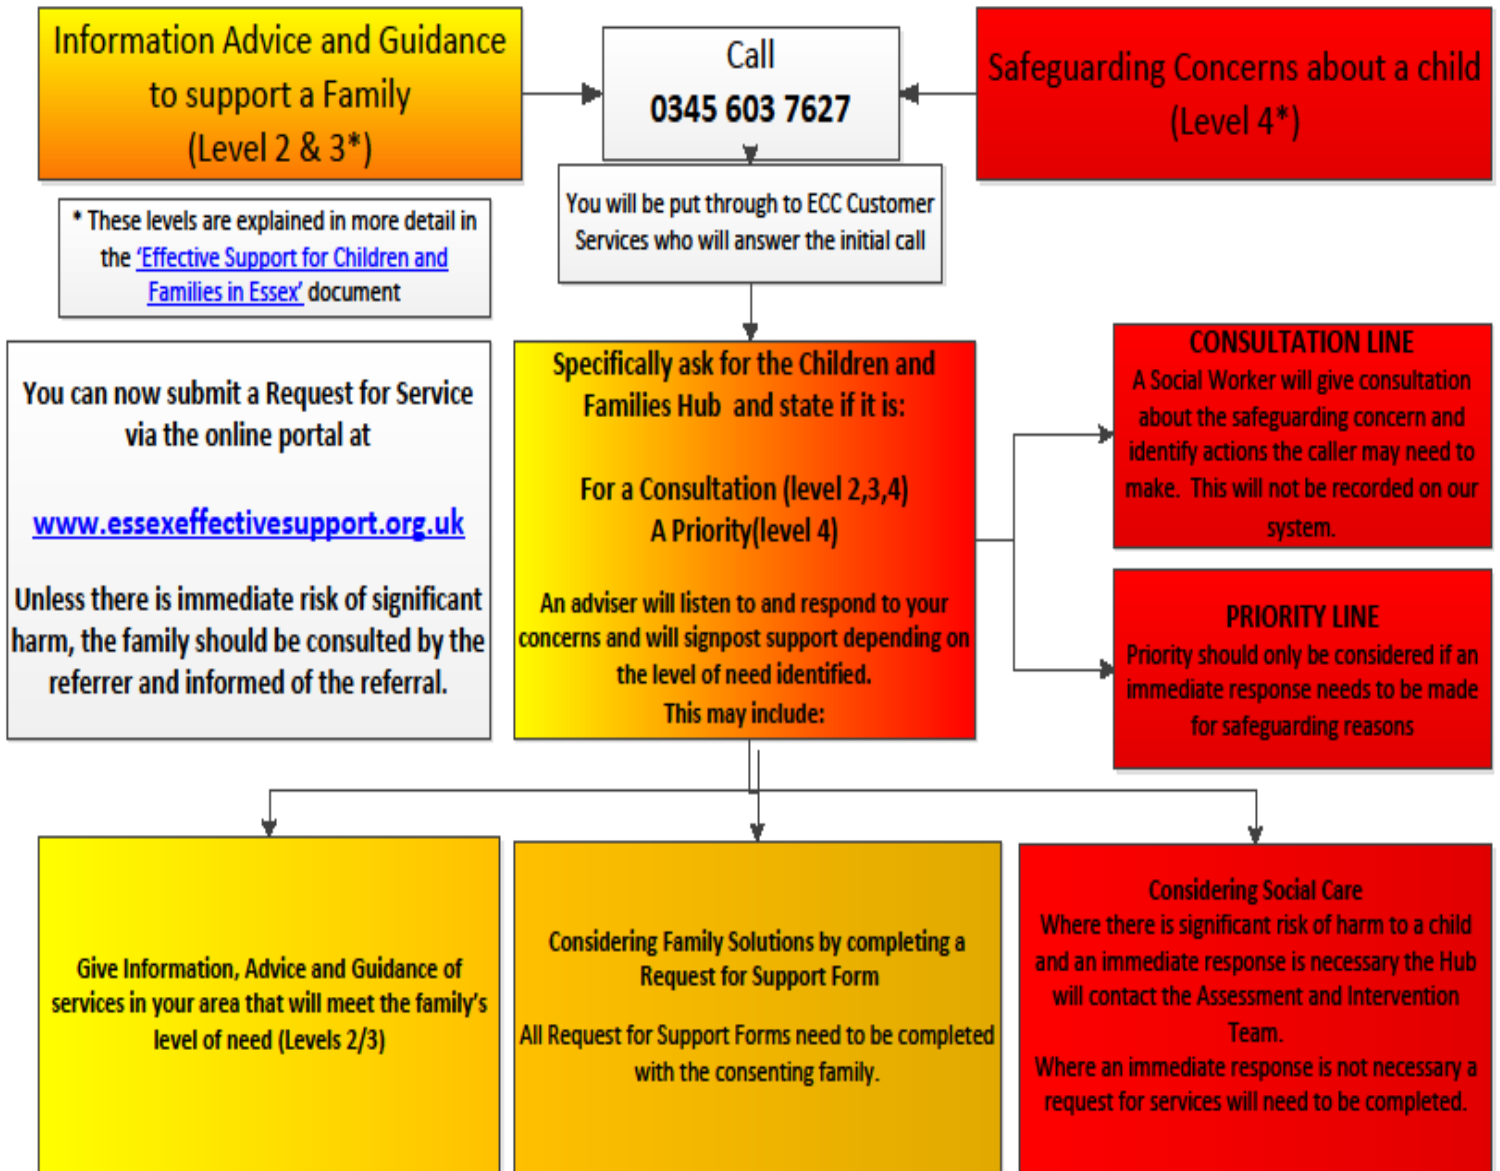 Information Advice and Guidance
to support a Family
(Level 2 & 3*)
Call
0345 603 7627
Safeguarding Concerns about a child
(Level 4*)
* These levels are explained in more detail in
the ‘Effective Support for Children and
Families in Essex’ document
You will be put through to ECC Customer
Services who will answer the initial call
You can now submit a Request for Service
via the online portal at
www.essexeffectivesupport.org.uk
Unless there is immediate risk of significant
harm, the family should be consulted by the
referrer and informed of the referral.
Specifically ask for the Children and
Families Hub and state if it is:
For a Consultation (level 2,3,4)
A Priority(level 4)
An adviser will listen to and respond to your
concerns and will signpost support depending on
the level of need identified.
This may include:
CONSULTATION LINE
A Social Worker will give consultation
about the safeguarding concern and
identify actions the caller may need to
make. This will not be recorded on our
system.
PRIORITY LINE
Priority should only be considered if an
immediate response needs to be made
for safeguarding reasons
Give Information, Advice and Guidance of
services in your area that will meet the family’s
level of need (Levels 2/3)
Considering Family Solutions by completing a
Request for Support Form
All Request for Support Forms need to be completed
with the consenting family.
Considering Social Care
Where there is significant risk of harm to a child
and an immediate response is necessary the Hub
will contact the Assessment and Intervention
Team.
Where an immediate response is not necessary a
request for services will need to be completed.